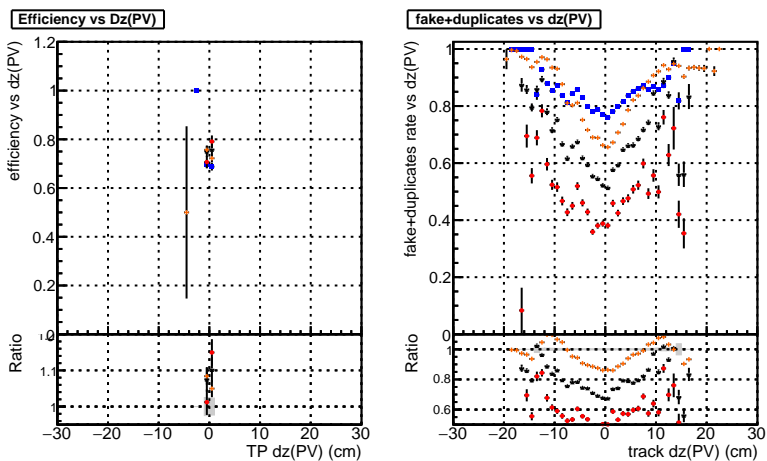 Efficiency vs Dz(PV)
efficiency vs dz(PV)
1.2
1
0.8
0.6
0.4
0.2
0
Ratio
1.2
1.1
1
−30 −20 −10 0 10 20 30
TP dz(PV) (cm)
fake+duplicates vs dz(PV)
fake+duplicates rate vs dz(PV)
1
0.8
0.6
0.4
0.2
0
Ratio
1
0.8
0.6
−30 −20 −10 0 10 20 30
track dz(PV) (cm)